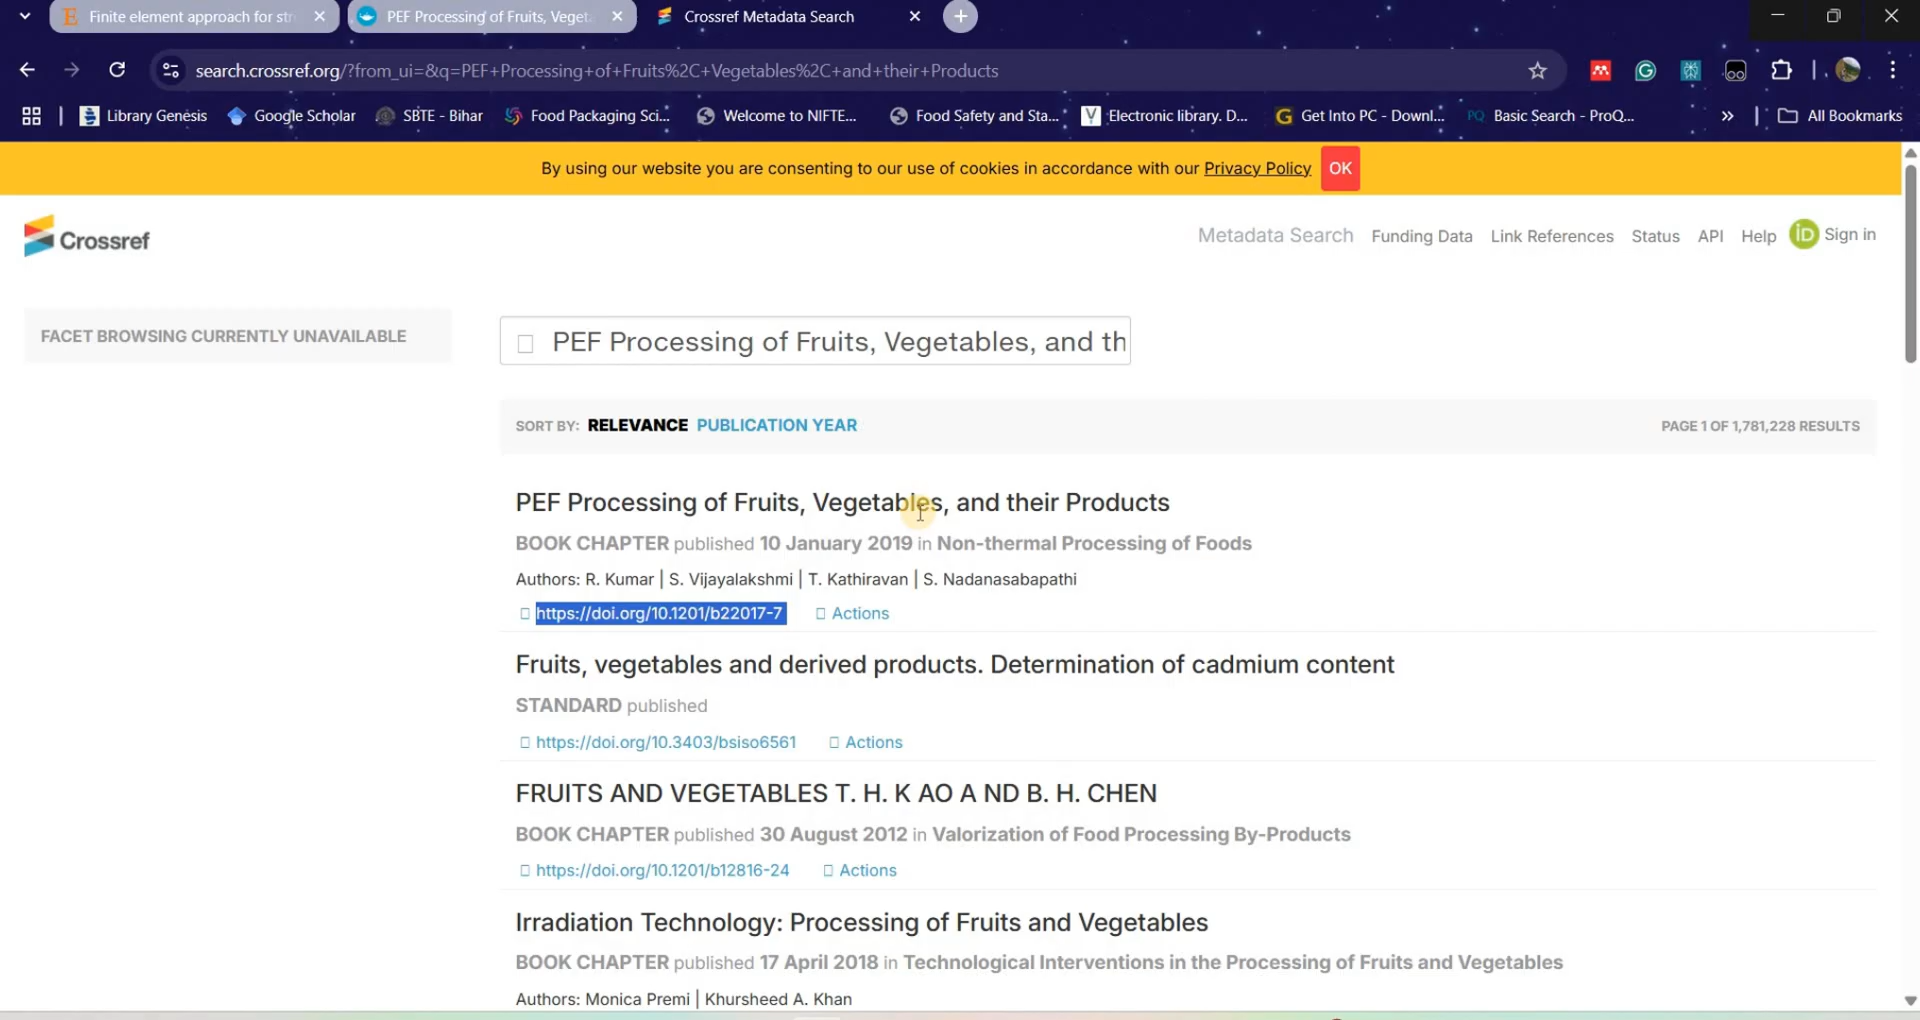 Finite element approach for str
PEF Processing of Fruits, Veget
Crossref Metadata Search
search.crossref.org/?from_ui=&q=PEF+Processing+of+Fruits%2C+Vegetables%2C+and+their+Products
Library Genesis
Google Scholar
SBTE - Bihar
Food Packaging Sci...
Welcome to NIFTE...
Food Safety and Sta...
Electronic library. D...
Get Into PC - Downl...
Basic Search - ProQ...
All Bookmarks
By using our website you are consenting to our use of cookies in accordance with our Privacy Policy OK
Crossref
Metadata Search Funding Data Link References Status API Help iD Sign in
FACET BROWSING CURRENTLY UNAVAILABLE
PEF Processing of Fruits, Vegetables, and th
SORT BY: RELEVANCE PUBLICATION YEAR
PAGE 1 OF 1,781,228 RESULTS
PEF Processing of Fruits, Vegetables, and their Products
BOOK CHAPTER published 10 January 2019 in Non-thermal Processing of Foods
Authors: R. Kumar | S. Vijayalakshmi | T. Kathiravan | S. Nadanasabapathi
https://doi.org/10.1201/b22017-7 Actions
Fruits, vegetables and derived products. Determination of cadmium content
STANDARD published
https://doi.org/10.3403/bsiso6561 Actions
FRUITS AND VEGETABLES T. H. K AO A ND B. H. CHEN
BOOK CHAPTER published 30 August 2012 in Valorization of Food Processing By-Products
https://doi.org/10.1201/b12816-24 Actions
Irradiation Technology: Processing of Fruits and Vegetables
BOOK CHAPTER published 17 April 2018 in Technological Interventions in the Processing of Fruits and Vegetables
Authors: Monica Premi | Khursheed A. Khan